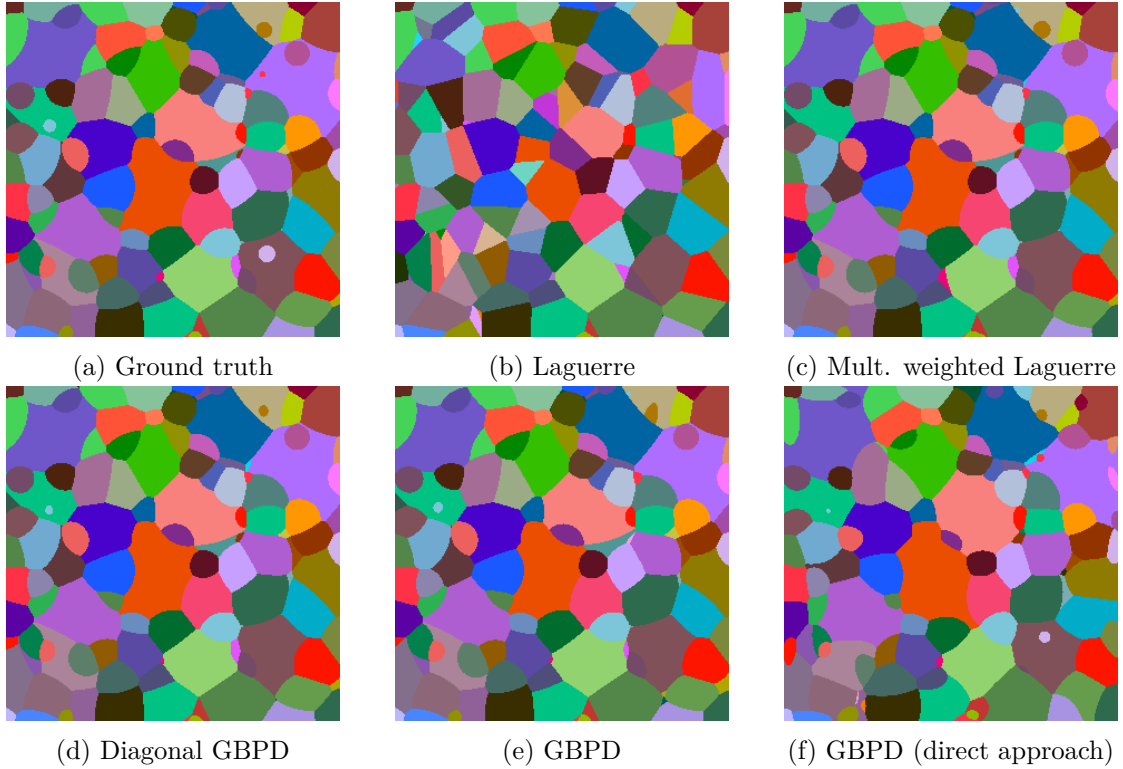 (a) Ground truth
(b) Laguerre
(c) Mult. weighted Laguerre
(d) Diagonal GBPD
(e) GBPD
(f) GBPD (direct approach)